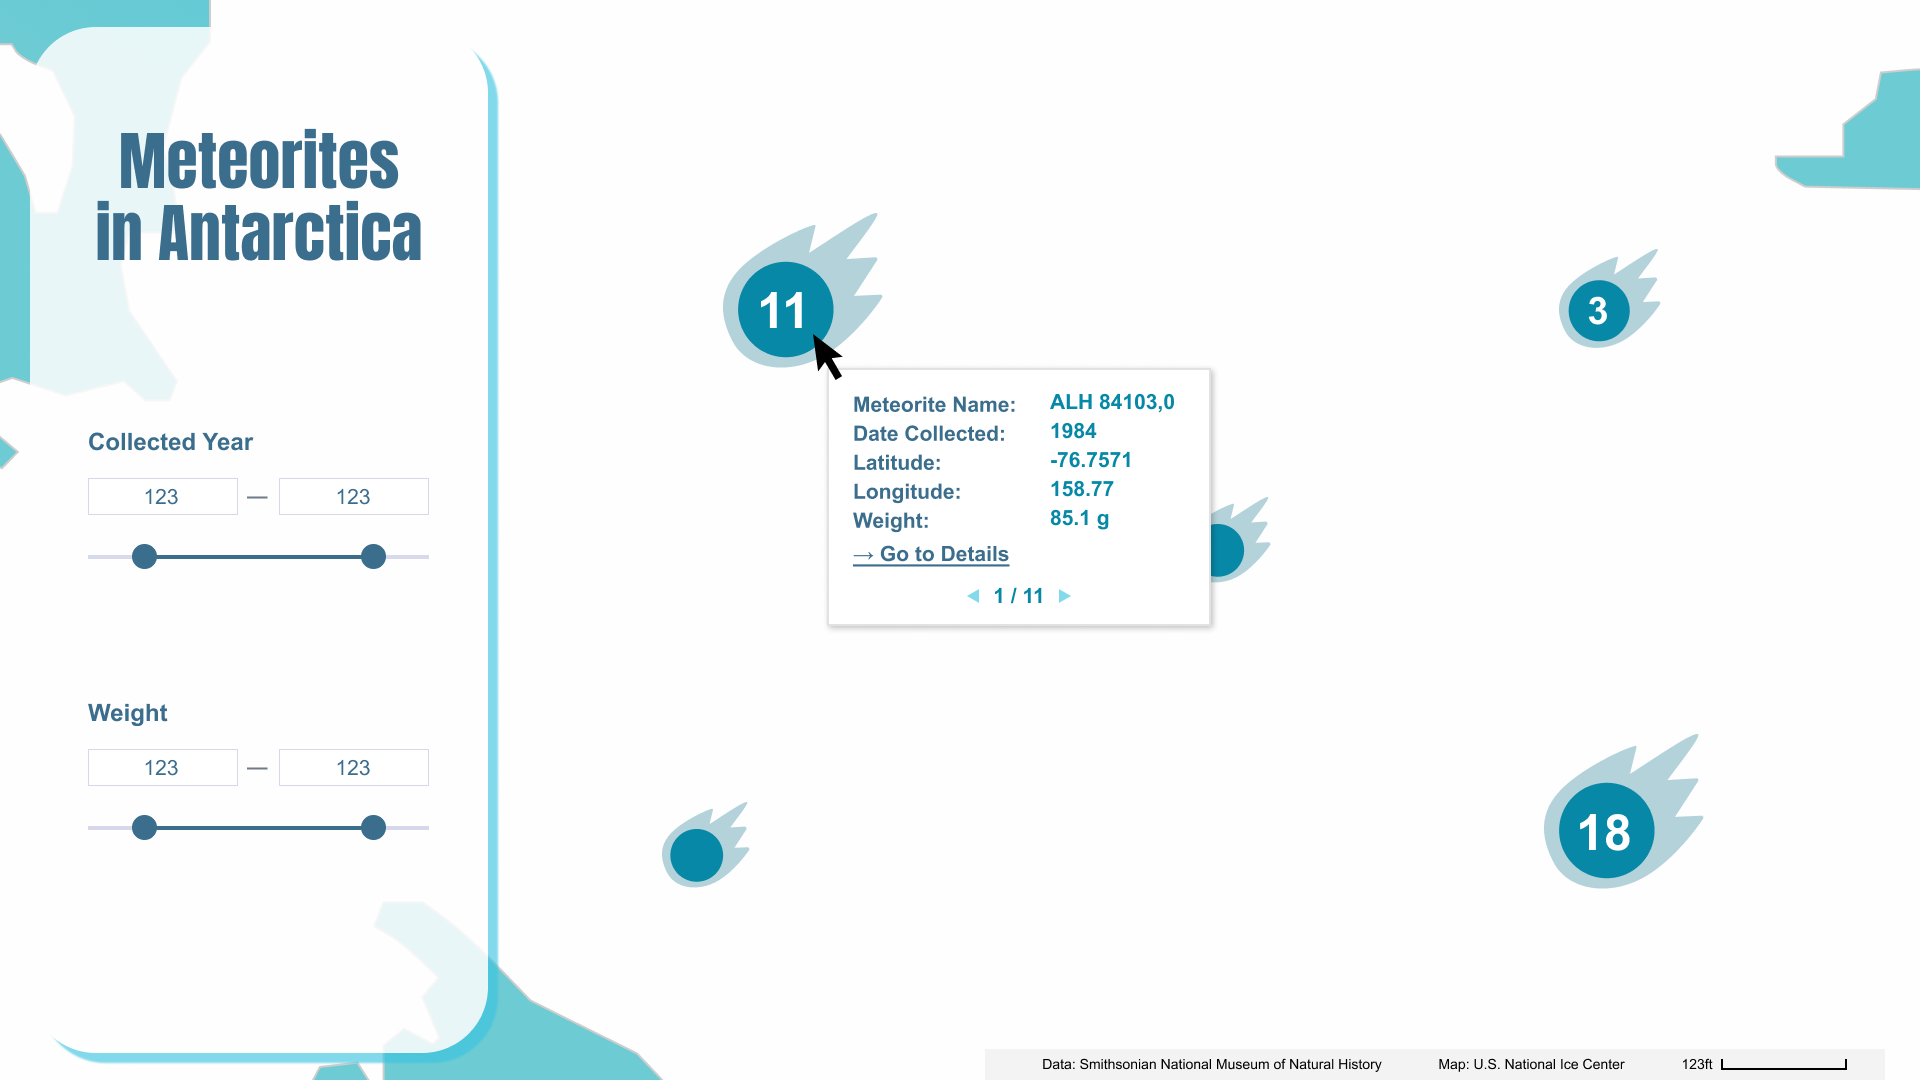 Meteorites
in Antarctica
Collected Year
123 — 123
Weight
123 — 123
11
3
Meteorite Name: ALH 84103,0
Date Collected: 1984
Latitude: -76.7571
Longitude: 158.77
Weight: 85.1 g
→ Go to Details
◀ 1 / 11 ▶
18
Data: Smithsonian National Museum of Natural History Map: U.S. National Ice Center 123ft